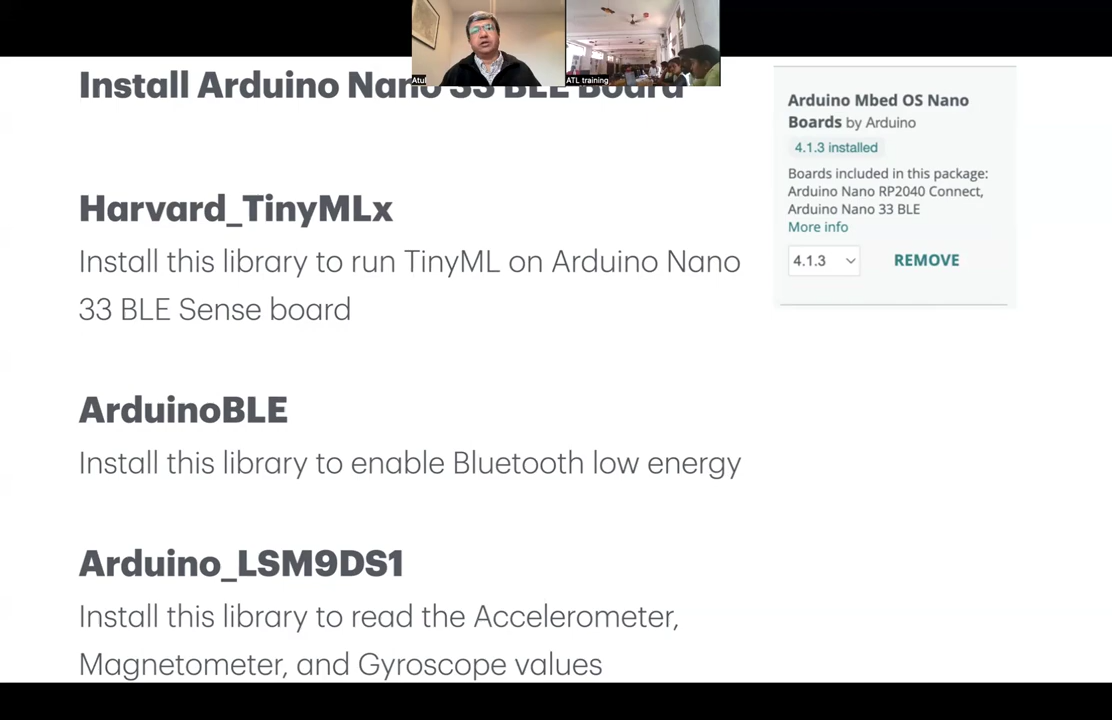 Atul
ATL training
Install Arduino Nano 33 BLE Board
Harvard_TinyMLx
Install this library to run TinyML on Arduino Nano
33 BLE Sense board
ArduinoBLE
Install this library to enable Bluetooth low energy
Arduino_LSM9DS1
Install this library to read the Accelerometer,
Magnetometer, and Gyroscope values
Arduino Mbed OS Nano
Boards by Arduino
4.1.3 installed
Boards included in this package:
Arduino Nano RP2040 Connect,
Arduino Nano 33 BLE
More info
4.1.3
REMOVE